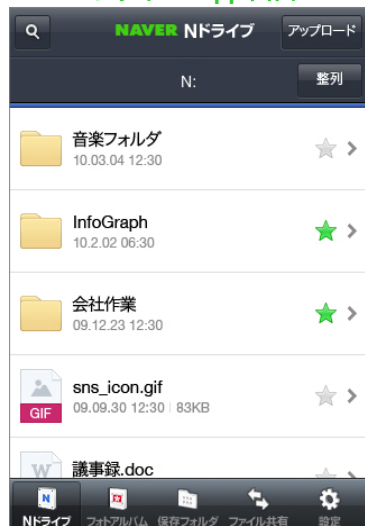 NAVER Nドライブ
アップロード
N:
整列
音楽フォルダ
10.03.04 12:30
InfoGraph
10.2.02 06:30
会社作業
09.12.23 12:30
sns_icon.gif
09.09.30 12:30 | 83KB
GIF
W
議事録.doc
N
Nドライブ
フォトアルバム
保存フォルダ
ファイル共有
設定